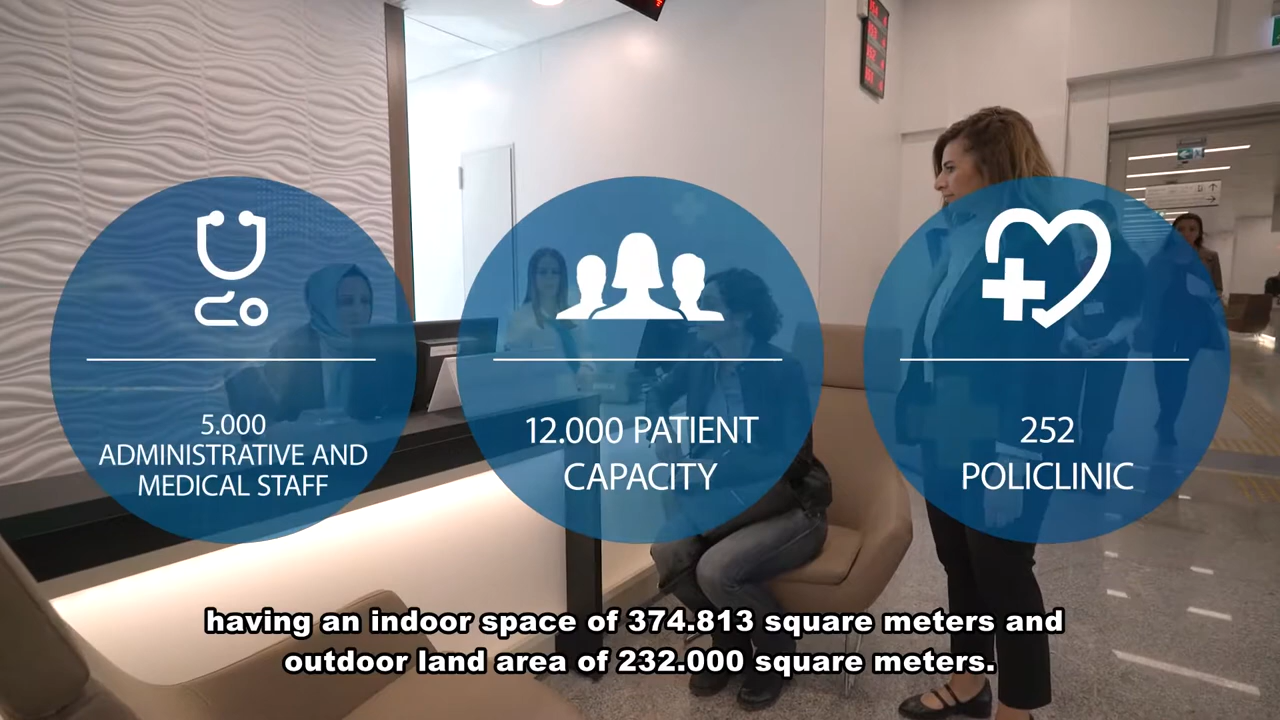 5.000
ADMINISTRATIVE AND
MEDICAL STAFF
12.000 PATIENT
CAPACITY
252
POLICLINIC
having an indoor space of 374.813 square meters and
outdoor land area of 232.000 square meters.